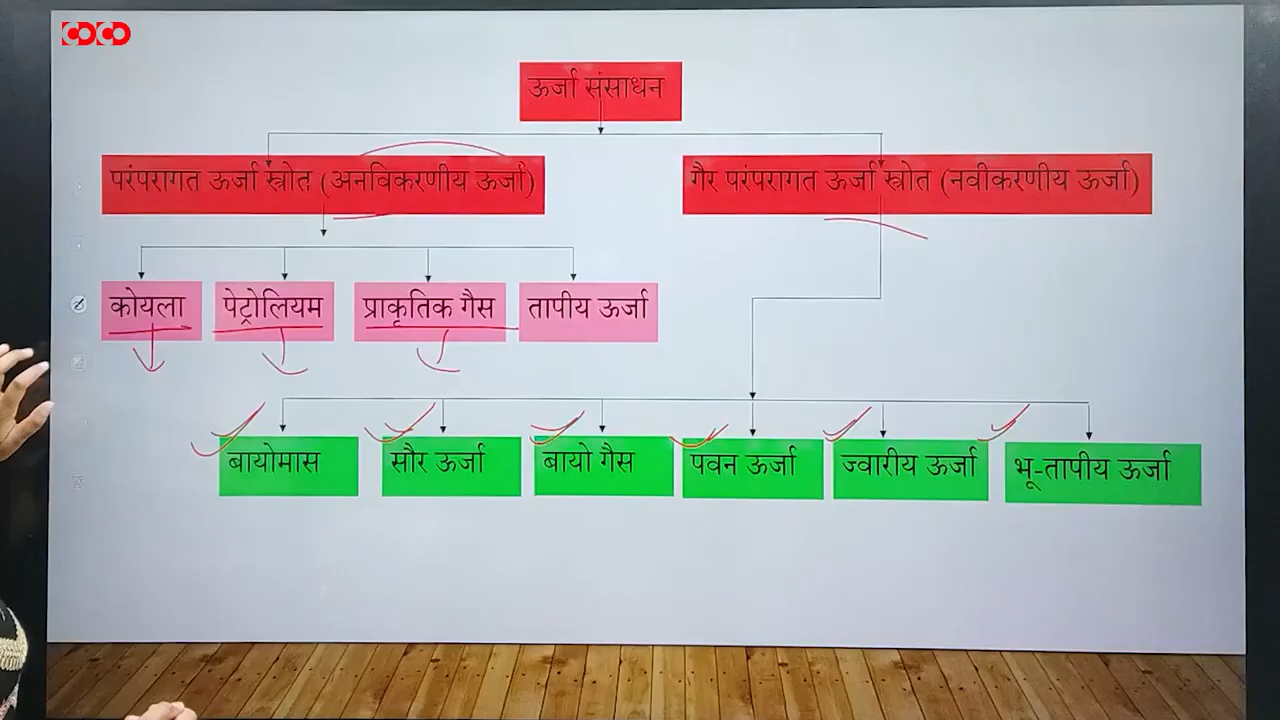 COCO
ऊर्जा संसाधन
परंपरागत ऊर्जा स्त्रोत (अनविकरणीय ऊर्जा)
गैर परंपरागत ऊर्जा स्त्रोत (नवीकरणीय ऊर्जा)
कोयला
पेट्रोलियम
प्राकृतिक गैस
तापीय ऊर्जा
बायोमास
सौर ऊर्जा
बायो गैस
पवन ऊर्जा
ज्वारीय ऊर्जा
भू-तापीय ऊर्जा